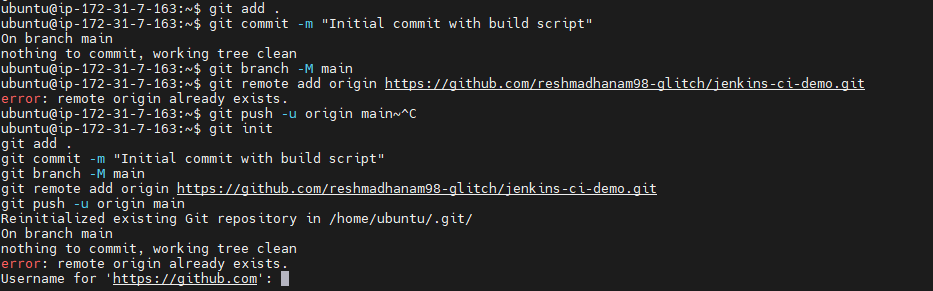 ubuntu@ip-172-31-7-163:~$ git add .
ubuntu@ip-172-31-7-163:~$ git commit -m "Initial commit with build script"
On branch main
nothing to commit, working tree clean
ubuntu@ip-172-31-7-163:~$ git branch -M main
ubuntu@ip-172-31-7-163:~$ git remote add origin https://github.com/reshmadhanam98-glitch/jenkins-ci-demo.git
error: remote origin already exists.
ubuntu@ip-172-31-7-163:~$ git push -u origin main~^C
ubuntu@ip-172-31-7-163:~$ git init
git add .
git commit -m "Initial commit with build script"
git branch -M main
git remote add origin https://github.com/reshmadhanam98-glitch/jenkins-ci-demo.git
git push -u origin main
Reinitialized existing Git repository in /home/ubuntu/.git/
On branch main
nothing to commit, working tree clean
error: remote origin already exists.
Username for 'https://github.com':